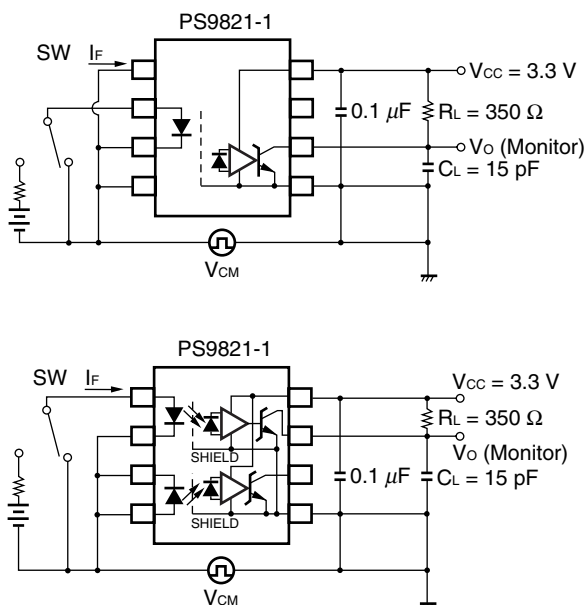 PS9821-1
SW IF
VCC = 3.3 V
0.1 μF
RL = 350 Ω
VO (Monitor)
CL = 15 pF
VCM
PS9821-1
SW IF
VCC = 3.3 V
RL = 350 Ω
VO (Monitor)
SHIELD
0.1 μF
CL = 15 pF
SHIELD
VCM